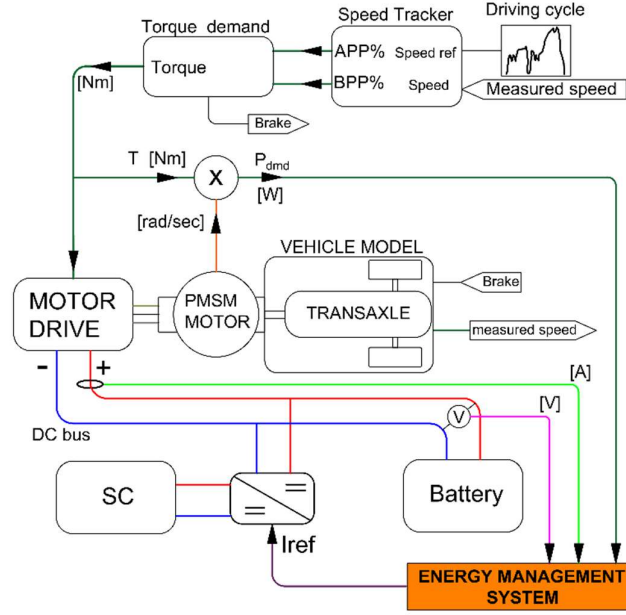 Torque demand
Speed Tracker
Driving cycle
Torque
APP%
Speed ref
BPP%
Speed
Measured speed
[Nm]
Brake
T [Nm]
X
Pdmd
[W]
[rad/sec]
VEHICLE MODEL
MOTOR
DRIVE
PMSM
MOTOR
TRANSAXLE
Brake
measured speed
-
+
[A]
[V]
V
DC bus
SC
Battery
Iref
ENERGY MANAGEMENT
SYSTEM